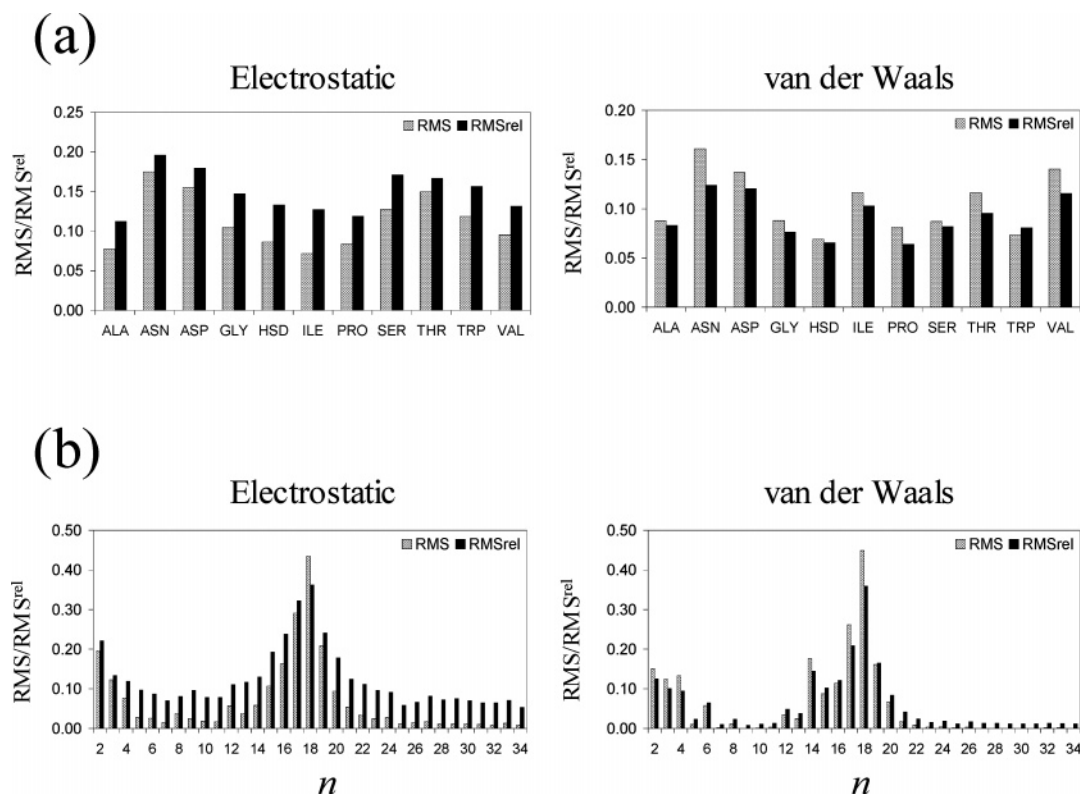 (a)
Electrostatic
RMS/RMSrel
0.25
0.20
0.15
0.10
0.05
0.00
RMS RMSrel
ALA ASN ASP GLY HSD ILE PRO SER THR TRP VAL
van der Waals
RMS/RMSrel
0.20
0.15
0.10
0.05
0.00
RMS RMSrel
ALA ASN ASP GLY HSD ILE PRO SER THR TRP VAL
(b)
Electrostatic
RMS/RMSrel
0.50
0.40
0.30
0.20
0.10
0.00
RMS RMSrel
2 4 6 8 10 12 14 16 18 20 22 24 26 28 30 32 34
n
van der Waals
RMS/RMSrel
0.50
0.40
0.30
0.20
0.10
0.00
RMS RMSrel
2 4 6 8 10 12 14 16 18 20 22 24 26 28 30 32 34
n